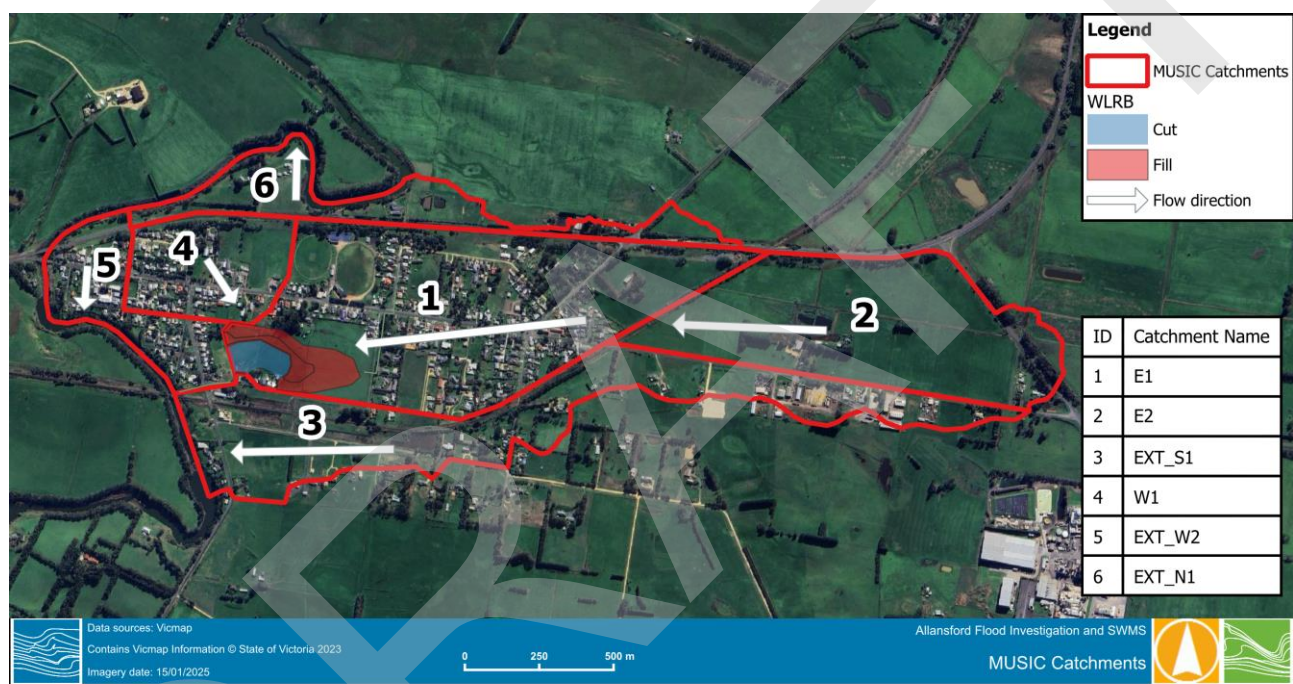 Legend
MUSIC Catchments
WLRB
Cut
Fill
Flow direction
6
5
4
1
2
3
ID Catchment Name
1 E1
2 E2
3 EXT_S1
4 W1
5 EXT_W2
6 EXT_N1
DRAFT
Data sources: Vicmap
Contains Vicmap Information © State of Victoria 2023
Imagery date: 15/01/2025
0 250 500 m
Allansford Flood Investigation and SWMS
MUSIC Catchments